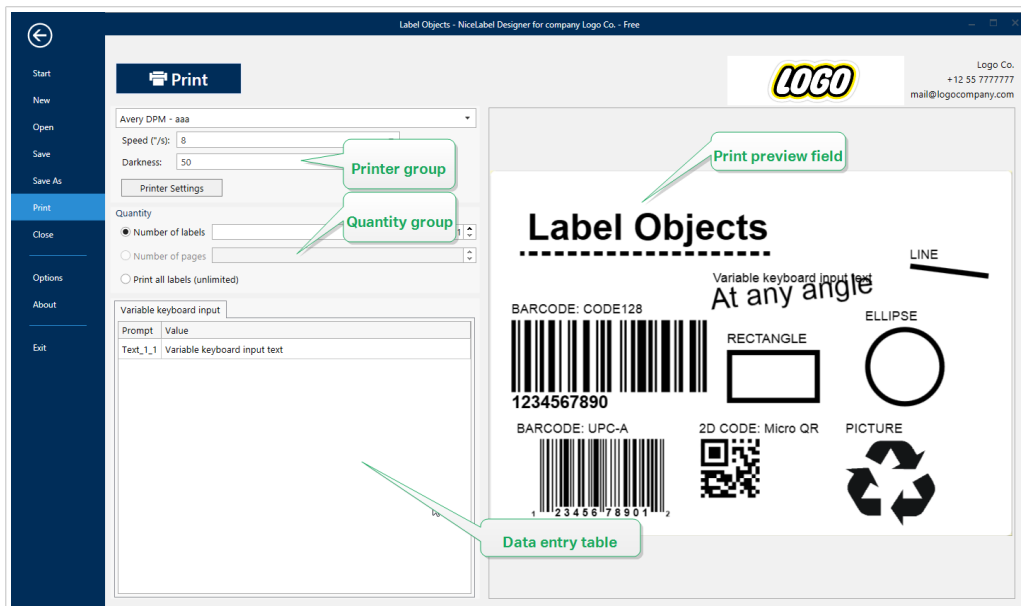 Label Objects - NiceLabel Designer for company Logo Co. - Free
Start
New
Open
Save
Save As
Print
Close
Options
About
Exit
Print
LOGO
Logo Co.
+12 55 7777777
mail@logocompany.com
Avery DPM - aaa
Speed ("/s): 8
Darkness: 50
Printer Settings
Printer group
Quantity
Number of labels 1
Number of pages
Print all labels (unlimited)
Quantity group
Variable keyboard input
Prompt Value
Text_1_1 Variable keyboard input text
Data entry table
Print preview field
Label Objects
LINE
Variable keyboard input text
At any angle
BARCODE: CODE128
1234567890
RECTANGLE
ELLIPSE
BARCODE: UPC-A
1 23456 78901 2
2D CODE: Micro QR
PICTURE